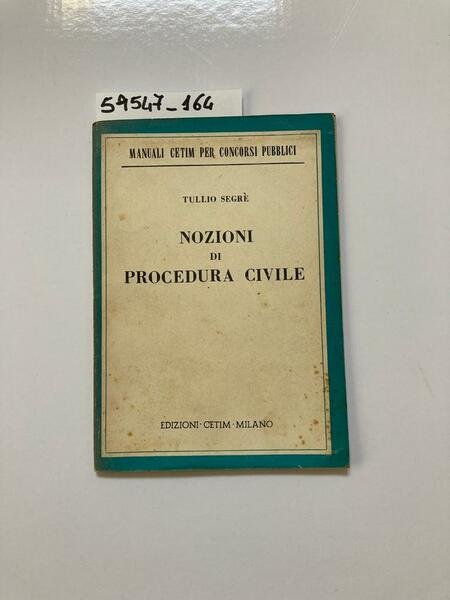 59547_164
MANUALI CETIM PER CONCORSI PUBBLICI
TULLIO SEGRÈ
NOZIONI
DI
PROCEDURA CIVILE
EDIZIONI·CETIM·MILANO